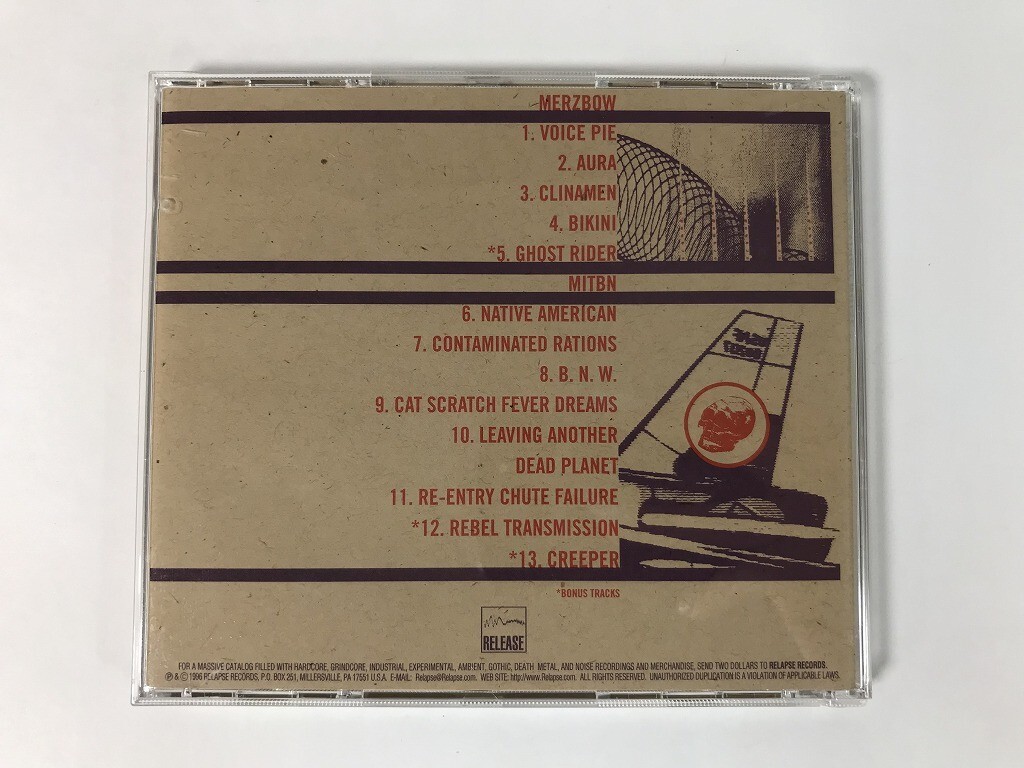 MERZBOW
1. VOICE PIE
2. AURA
3. CLINAMEN
4. BIKINI
*5. GHOST RIDER
MITBN
6. NATIVE AMERICAN
7. CONTAMINATED RATIONS
8. B. N. W.
9. CAT SCRATCH FEVER DREAMS
10. LEAVING ANOTHER
DEAD PLANET
11. RE-ENTRY CHUTE FAILURE
*12. REBEL TRANSMISSION
*13. CREEPER
*BONUS TRACKS
RELEASE
FOR A MASSIVE CATALOG FILLED WITH HARDCORE, GRINDCORE, INDUSTRIAL, EXPERIMENTAL, AMBIENT, GOTHIC, DEATH METAL, AND NOISE RECORDINGS AND MERCHANDISE, SEND TWO DOLLARS TO RELAPSE RECORDS.
℗ & © 1996 RELAPSE RECORDS, P.O. BOX 251, MILLERSVILLE, PA 17551 U.S.A. E-MAIL: Relapse@Relapse.com. WEB SITE: http://www.Relapse.com. ALL RIGHTS RESERVED. UNAUTHORIZED DUPLICATION IS A VIOLATION OF APPLICABLE LAWS.